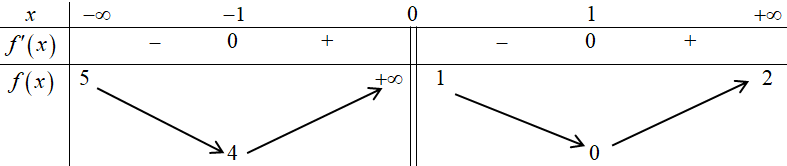 x −∞ −1 0 1 +∞
f′(x) − 0 + − 0 +
f(x) 5 +∞ 1 2
4 0